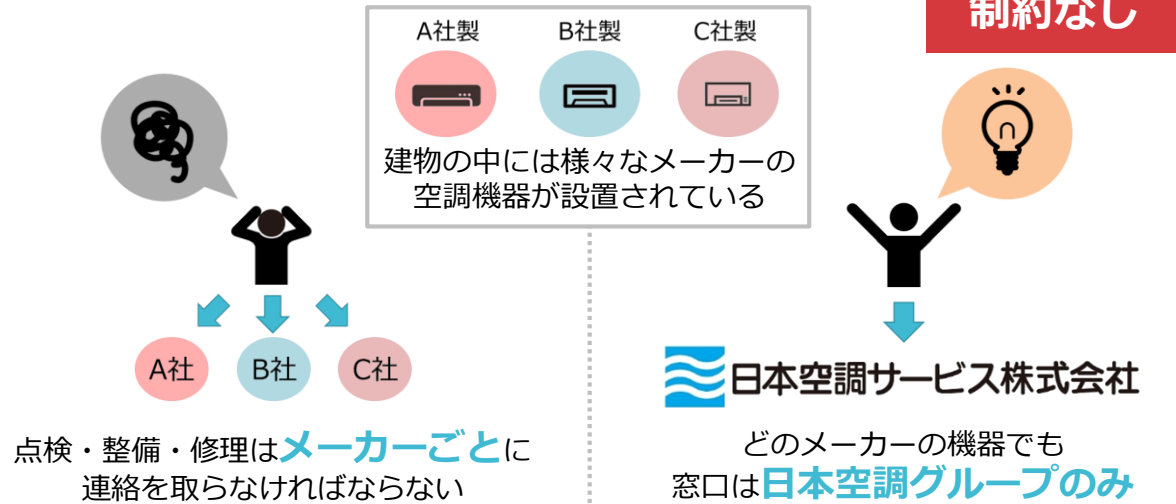 制約なし
A社製
B社製
C社製
建物の中には様々なメーカーの
空調機器が設置されている
A社
B社
C社
点検・整備・修理はメーカーごとに
連絡を取らなければならない
日本空調サービス株式会社
どのメーカーの機器でも
窓口は日本空調グループのみ